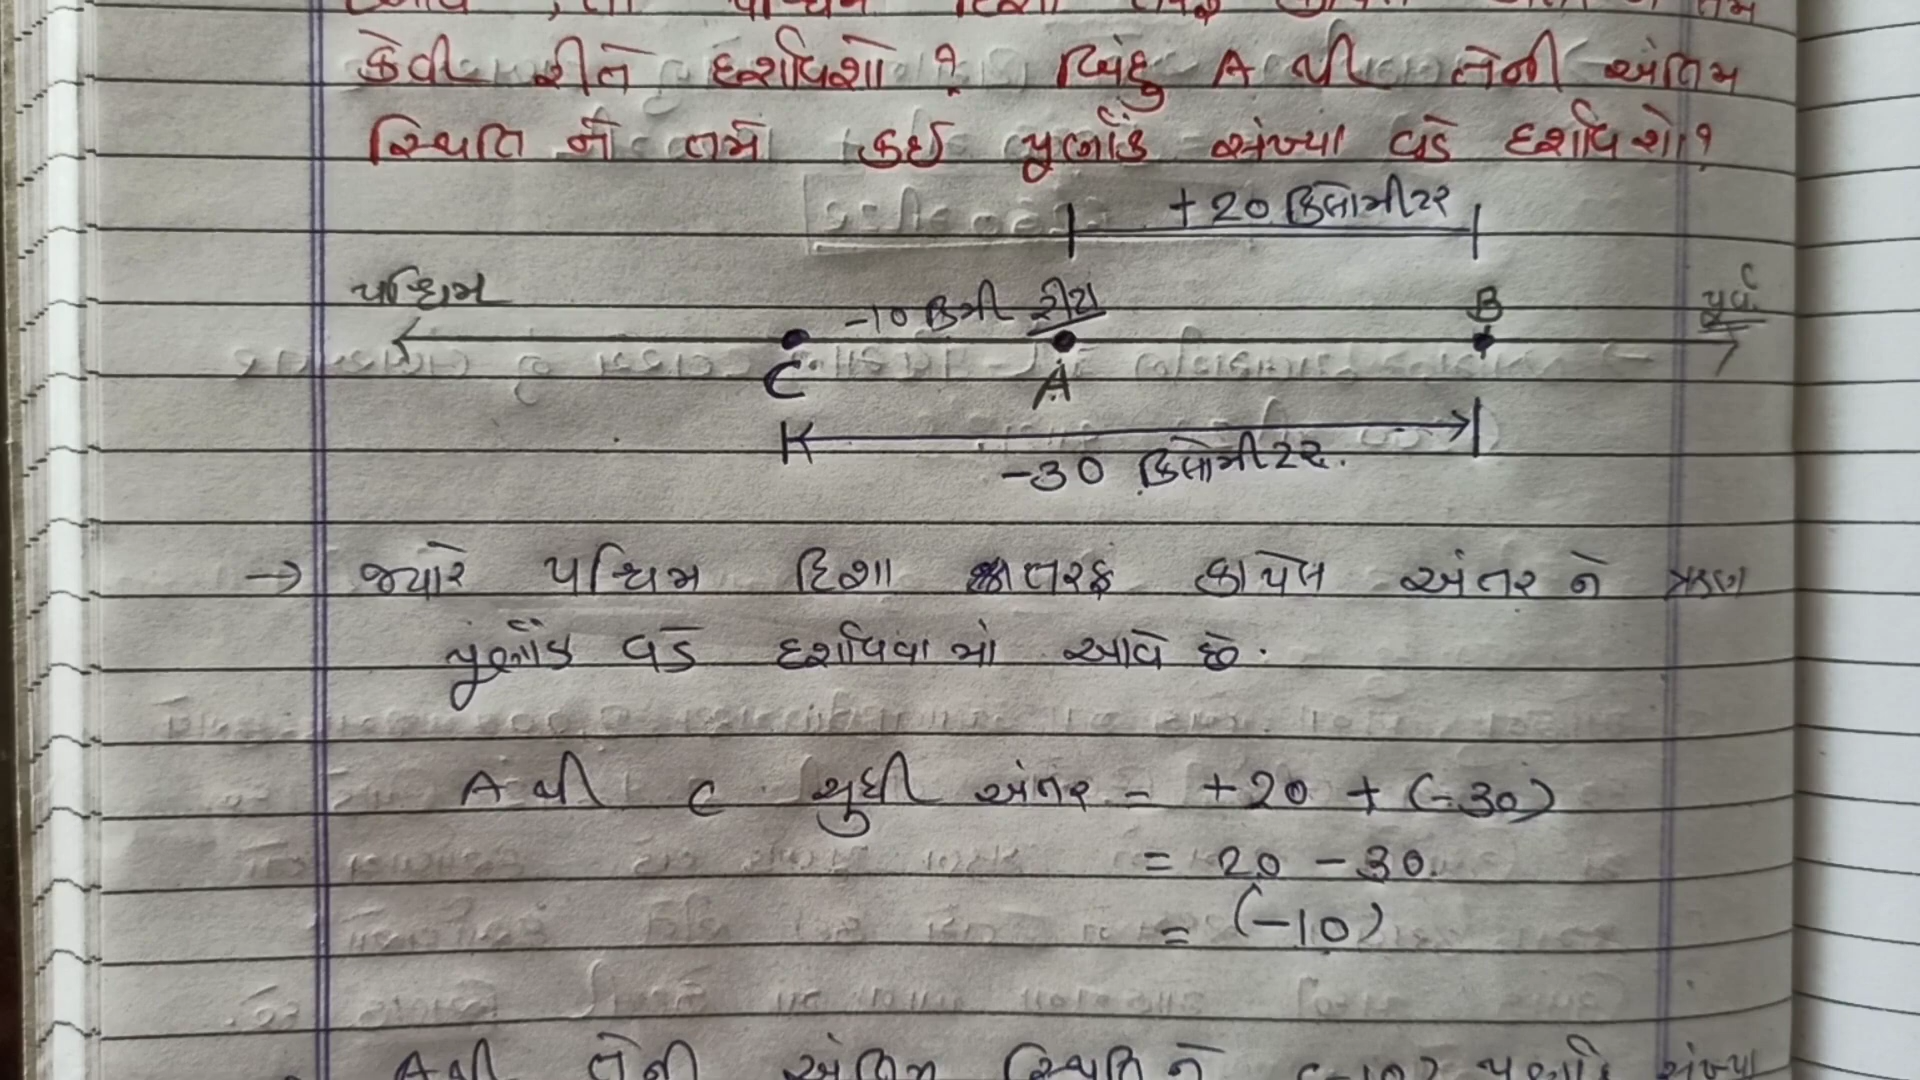 કેવી રીતે દર્શાવશો ? બિંદુ A થી તેની અંતિમ
સ્થિતિ ને તમે કઈ પૂર્ણાંક સંખ્યા વડે દર્શાવશો?
+20 કિલોમીટર
પશ્ચિમ
-10 કિમી
રીટા
B
પૂર્વ
C
A
-30 કિલોમીટર.
→ જ્યારે પશ્ચિમ દિશા તરફ કાપેલ અંતર ને ઋણ
પૂર્ણાંક વડે દર્શાવવામાં આવે છે.
A થી C સુધી અંતર = +20 + (-30)
= 20 - 30
= (-10)
A થી તેની અંતિમ સ્થિતિ ને (-10) પૂર્ણાંક સંખ્યા